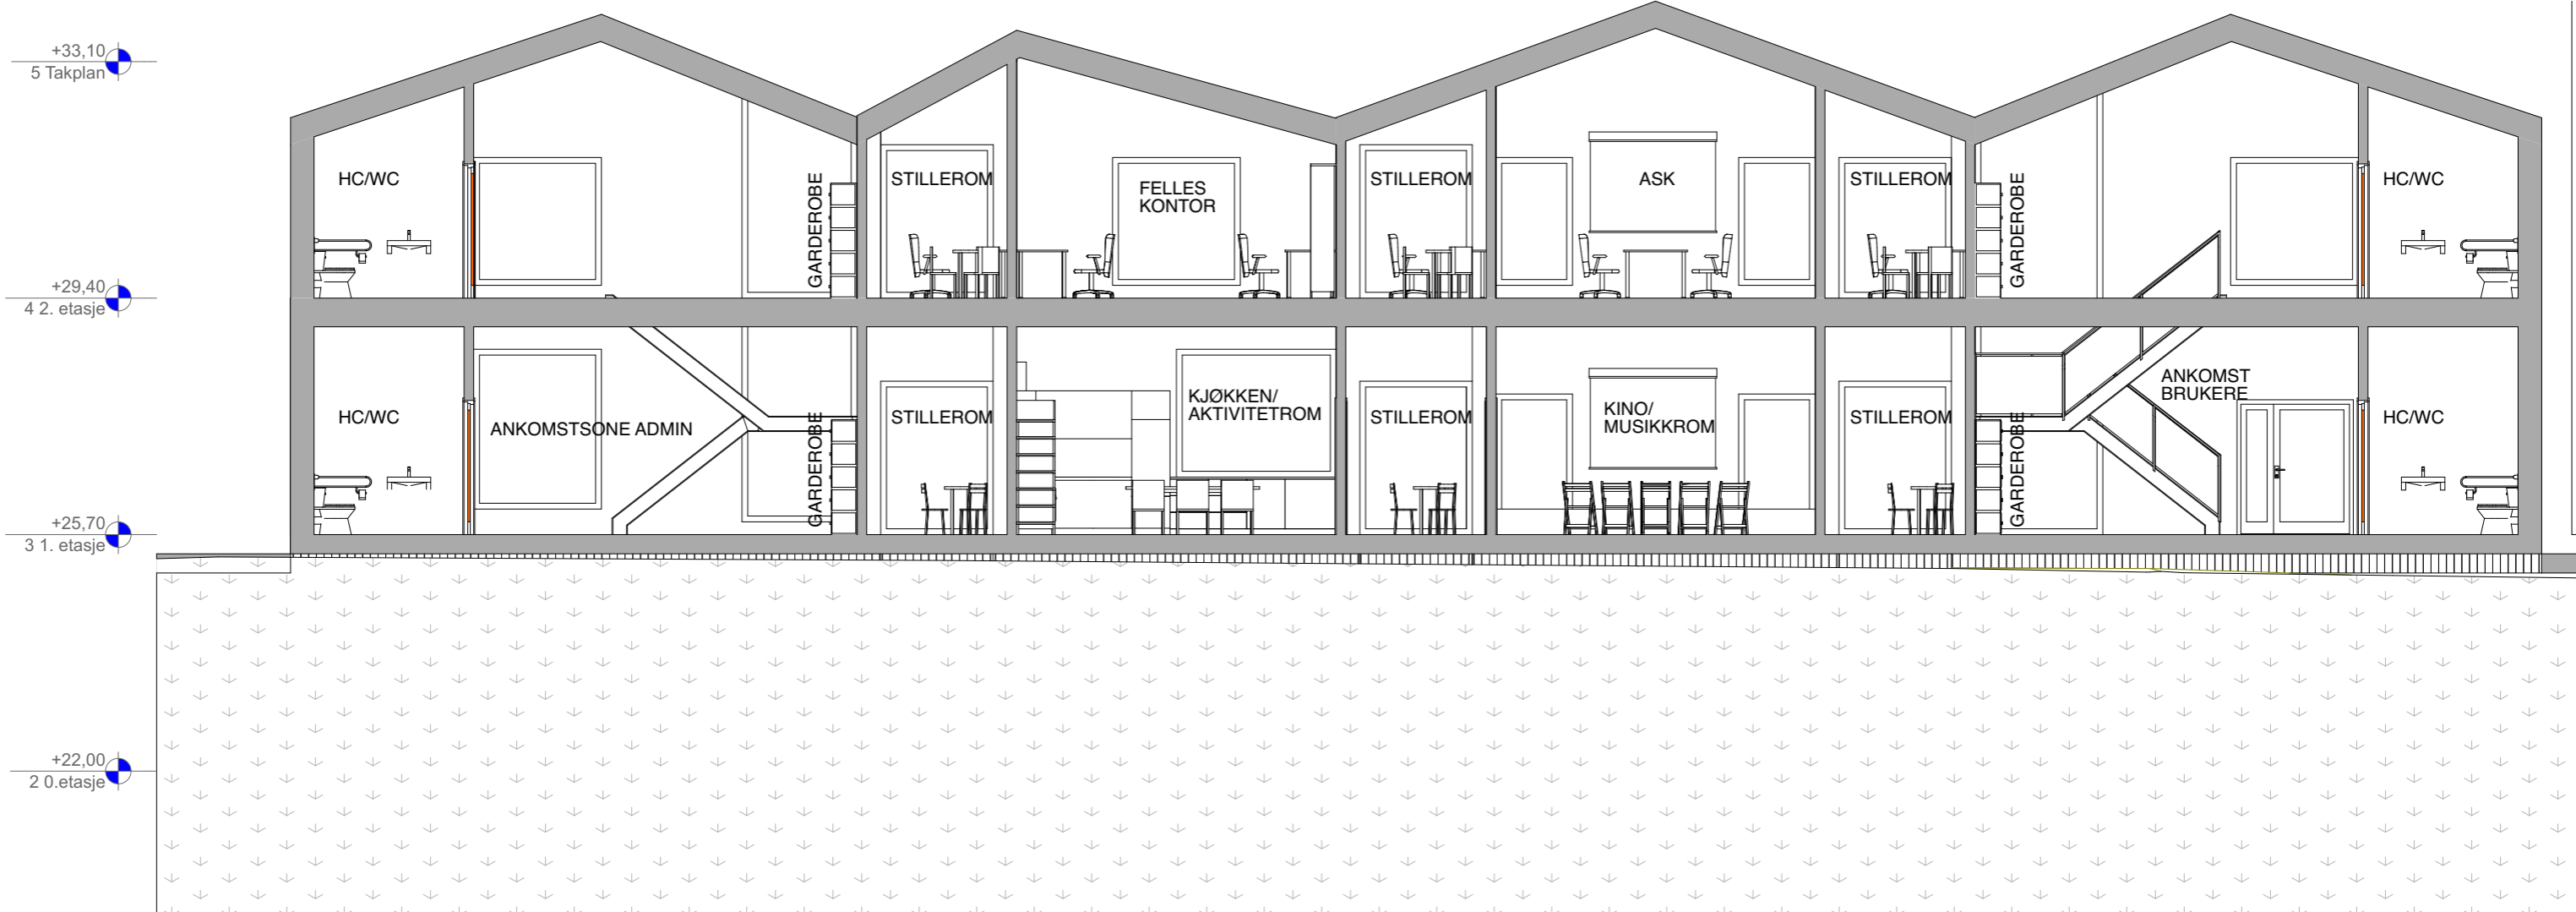 +33,10
5 Takplan
HC/WC
GARDEROBE
STILLEROM
FELLES
KONTOR
STILLEROM
ASK
STILLEROM
GARDEROBE
HC/WC
+29,40
4 2. etasje
HC/WC
ANKOMSTSONE ADMIN
GARDEROBE
STILLEROM
KJØKKEN/
AKTIVITETROM
STILLEROM
KINO/
MUSIKKROM
STILLEROM
GARDEROBE
ANKOMST
BRUKERE
HC/WC
+25,70
3 1. etasje
+22,00
2 0.etasje